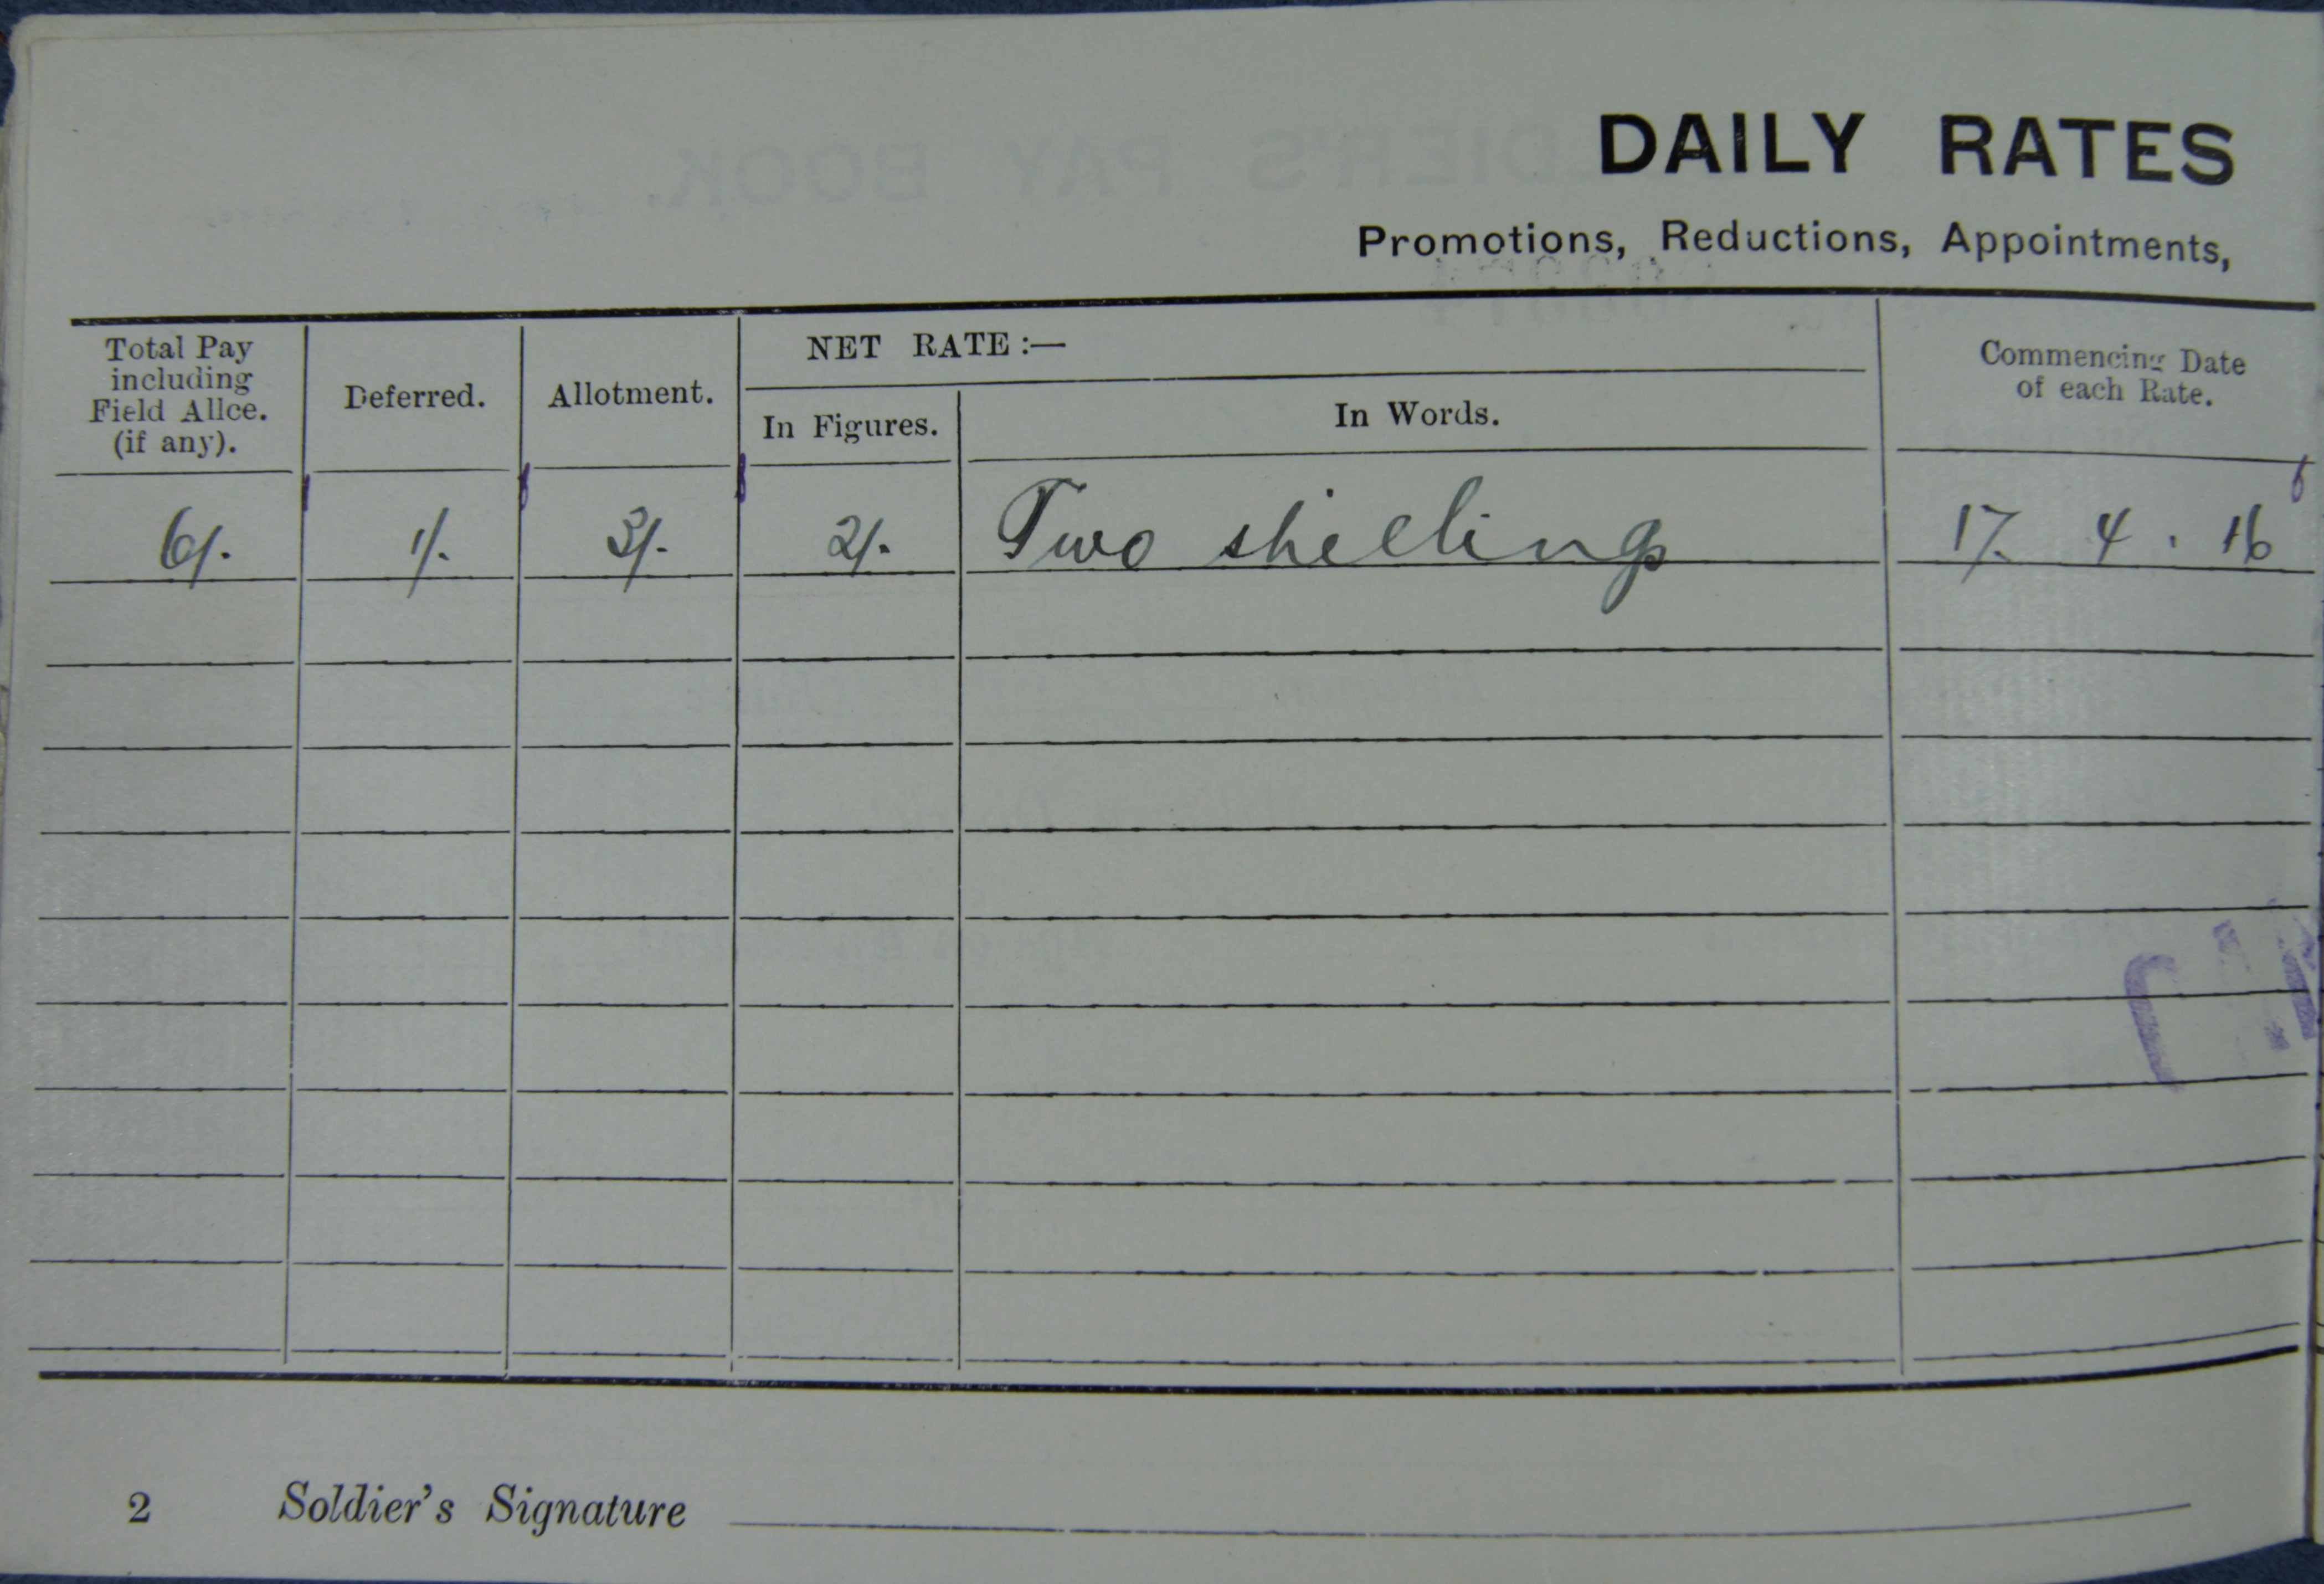 DAILY RATES
Promotions, Reductions, Appointments,
Total Pay including Field Allce. (if any).
Deferred.
Allotment.
NET RATE :—
In Figures.
In Words.
Commencing Date of each Rate.
6/. 1/. 3/. 2/. Two shillings 17. 4 . 16
2 Soldier's Signature